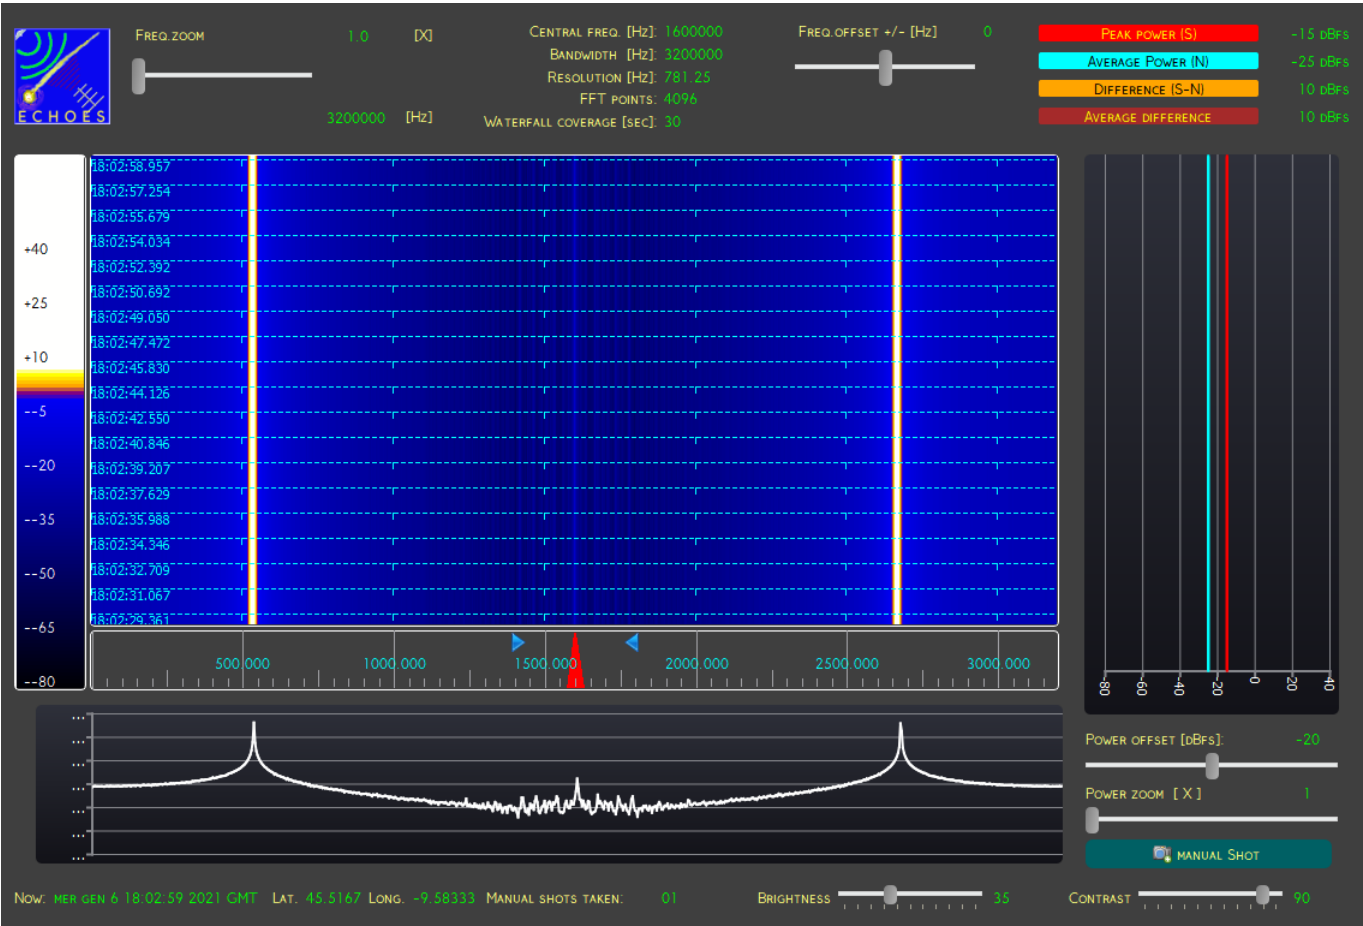 ECHOES
FREQ.ZOOM 1.0 [X]
3200000 [Hz]
CENTRAL FREQ. [Hz]: 1600000
BANDWIDTH [Hz]: 3200000
RESOLUTION [Hz]: 781.25
FFT POINTS: 4096
WATERFALL COVERAGE [SEC]: 30
FREQ.OFFSET +/- [Hz] 0
PEAK POWER (S) -15 DBFS
AVERAGE POWER (N) -25 DBFS
DIFFERENCE (S-N) 10 DBFS
AVERAGE DIFFERENCE 10 DBFS
+40
+25
+10
--5
--20
--35
--50
--65
--80
18:02:58.957
18:02:57.254
18:02:55.679
18:02:54.034
18:02:52.392
18:02:50.692
18:02:49.050
18:02:47.472
18:02:45.830
18:02:44.126
18:02:42.550
18:02:40.846
18:02:39.207
18:02:37.629
18:02:35.988
18:02:34.346
18:02:32.709
18:02:31.067
18:02:29.361
500.000 1000.000 1500.000 2000.000 2500.000 3000.000
-80 -60 -40 -20 0 20 40
...
...
...
...
...
...
...
POWER OFFSET [DBFS]: -20
POWER ZOOM [ X ] 1
MANUAL SHOT
NOW: MER GEN 6 18:02:59 2021 GMT LAT. 45.5167 LONG. -9.58333 MANUAL SHOTS TAKEN: 01 BRIGHTNESS 35 CONTRAST 90